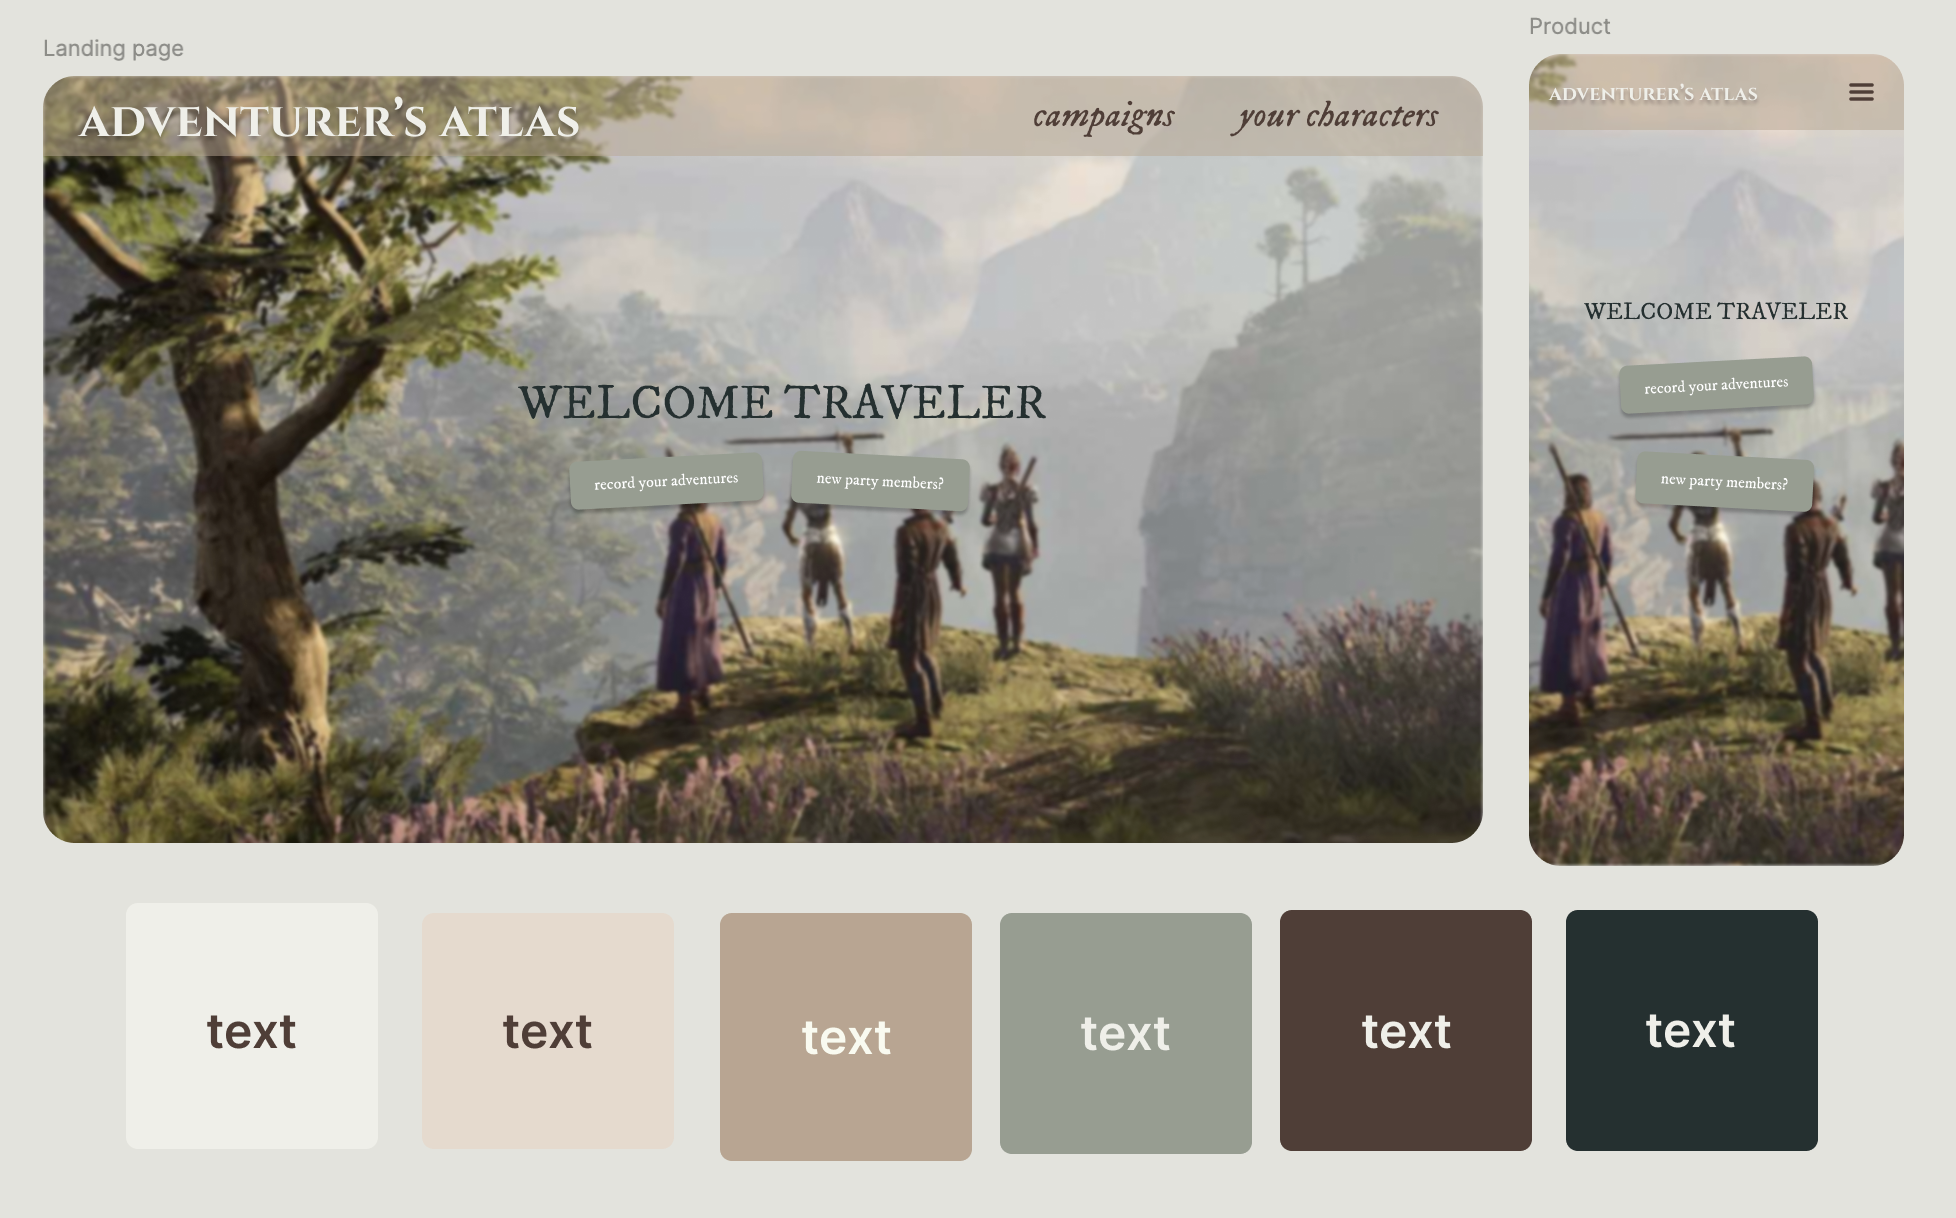 Landing page
ADVENTURER'S ATLAS
campaigns
your characters
WELCOME TRAVELER
record your adventures
new party members?
Product
ADVENTURER'S ATLAS
WELCOME TRAVELER
record your adventures
new party members?
text
text
text
text
text
text